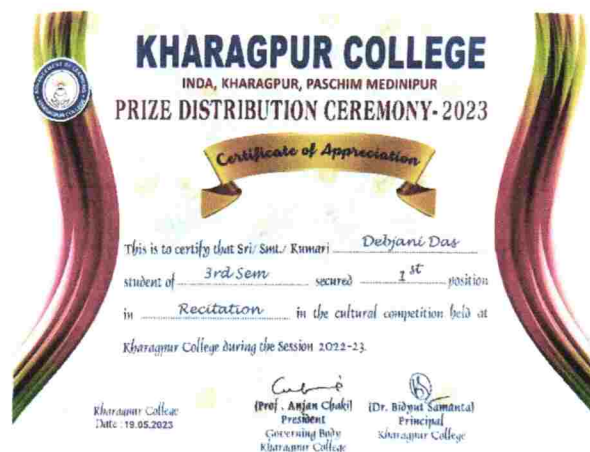 KHARAGPUR COLLEGE
INDA, KHARAGPUR, PASCHIM MEDINIPUR
PRIZE DISTRIBUTION CEREMONY- 2023
Certificate of Appreciation
This is to certify that Sri/ Smt./ Kumari Debjani Das
student of 3rd Sem secured 1st position
in Recitation in the cultural competition held at
Kharagpur College during the Session 2022-23.
Kharagpur College
Date : 19.05.2023
(Prof . Anjan Chaki)
President
Governing Body
Kharagpur College
(Dr. Bidyut Samanta)
Principal
Kharagpur College